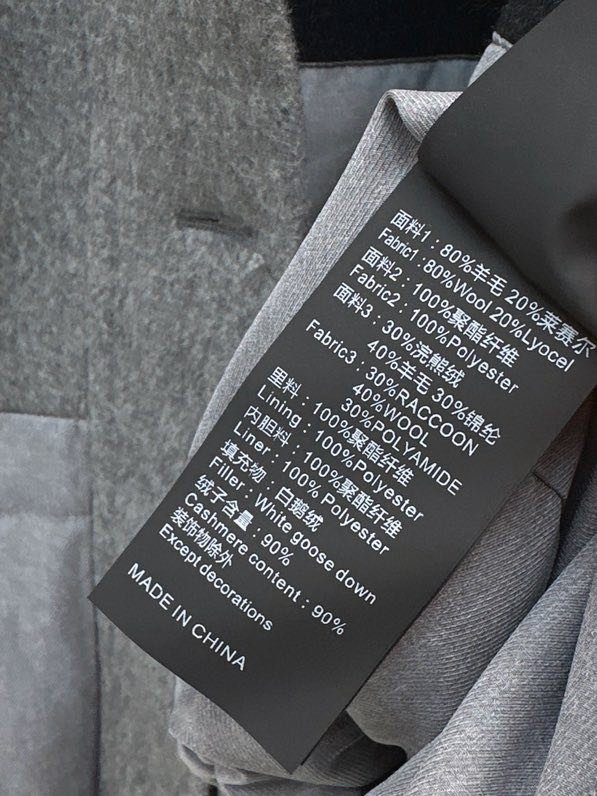 面料1：80%羊毛 20%莱赛尔
Fabric1 : 80%Wool 20%Lyocel
面料2：100%聚酯纤维
Fabric2 : 100%Polyester
面料3：30%浣熊绒
40%羊毛 30%锦纶
Fabric3 : 30%RACCOON
40%WOOL
30%POLYAMIDE
里料：100%聚酯纤维
Lining : 100%Polyester
内胆料：100%聚酯纤维
Liner : 100% Polyester
填充物：白鹅绒
Filler : White goose down
绒子含量：90%
Cashmere content : 90%
装饰物除外
Except decorations
MADE IN CHINA